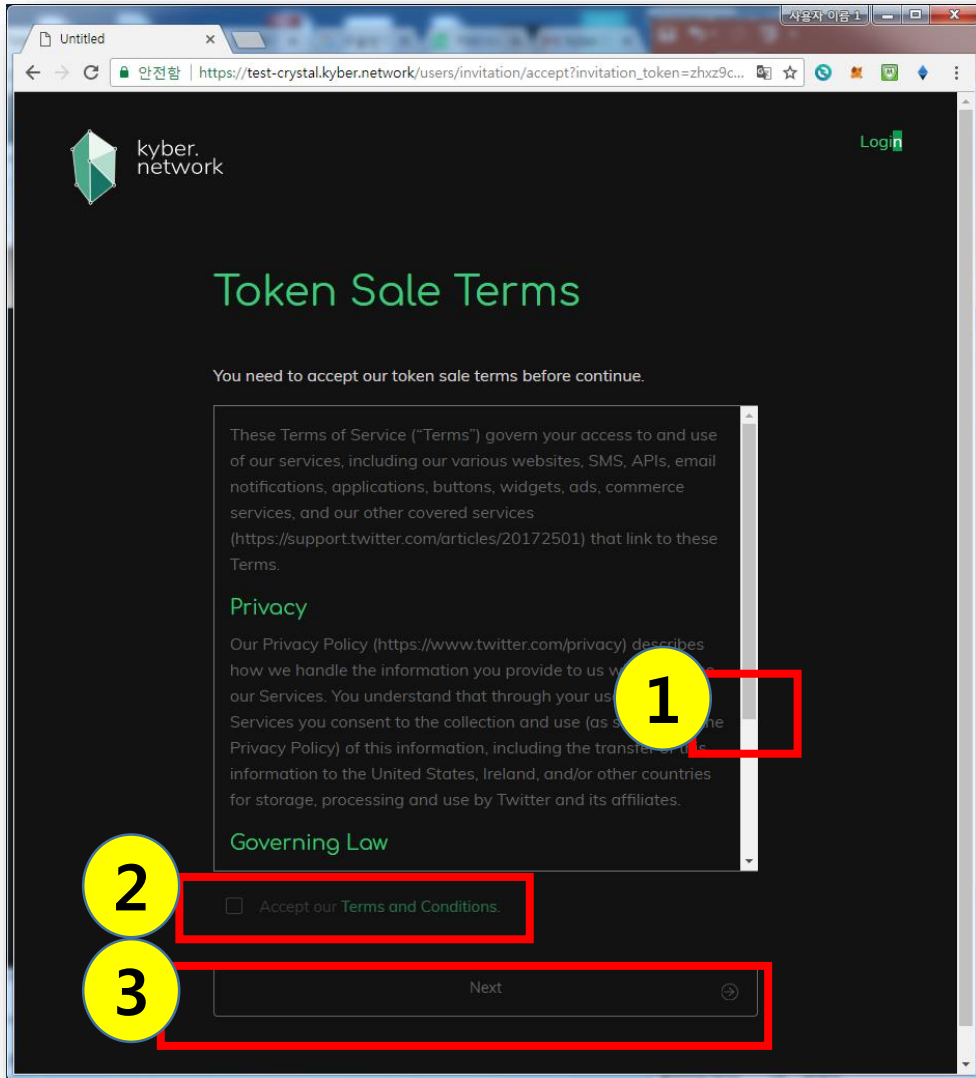 사용자 이름 1
Untitled
안전함 | https://test-crystal.kyber.network/users/invitation/accept?invitation_token=zhxz9c...
kyber.
network
Login
Token Sale Terms
You need to accept our token sale terms before continue.
These Terms of Service (“Terms”) govern your access to and use
of our services, including our various websites, SMS, APIs, email
notifications, applications, buttons, widgets, ads, commerce
services, and our other covered services
(https://support.twitter.com/articles/20172501) that link to these
Terms.
Privacy
Our Privacy Policy (https://www.twitter.com/privacy) describes
how we handle the information you provide to us
our Services. You understand that through your
Services you consent to the collection and use (as
Privacy Policy) of this information, including the transfer
information to the United States, Ireland, and/or other countries
for storage, processing and use by Twitter and its affiliates.
1
Governing Law
2
Accept our Terms and Conditions.
3
Next